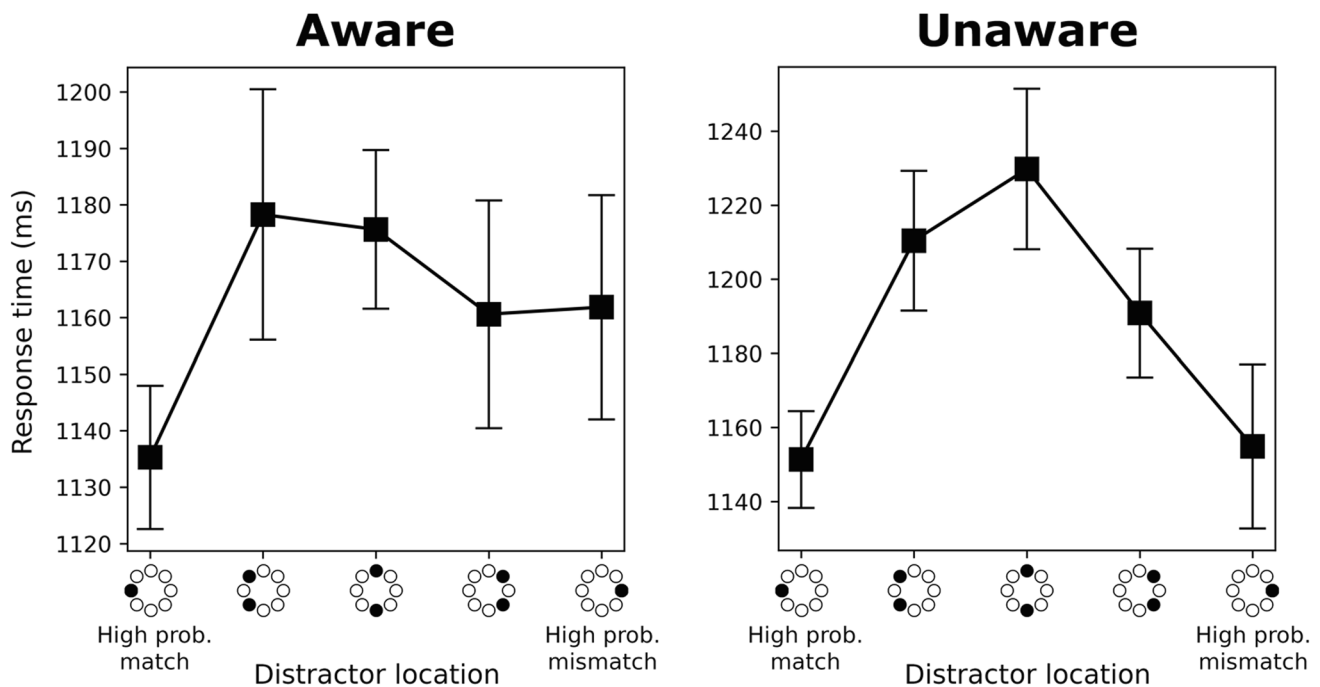 Aware
Response time (ms)
1200
1190
1180
1170
1160
1150
1140
1130
1120
High prob.
match
High prob.
mismatch
Distractor location
Unaware
1240
1220
1200
1180
1160
1140
High prob.
match
High prob.
mismatch
Distractor location